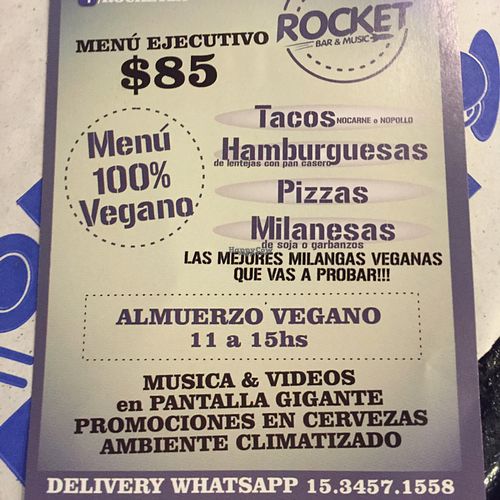 ROCKET
BAR & MUSIC
MENÚ EJECUTIVO
$85
Menú
100%
Vegano
Tacos NOCARNE o NOPOLLO
Hamburguesas
de lentejas con pan casero
Pizzas
Milanesas
de soja o garbanzos
HappyCow
LAS MEJORES MILANGAS VEGANAS
QUE VAS A PROBAR!!!
ALMUERZO VEGANO
11 a 15hs
MUSICA & VIDEOS
en PANTALLA GIGANTE
PROMOCIONES EN CERVEZAS
AMBIENTE CLIMATIZADO
DELIVERY WHATSAPP 15.3457.1558